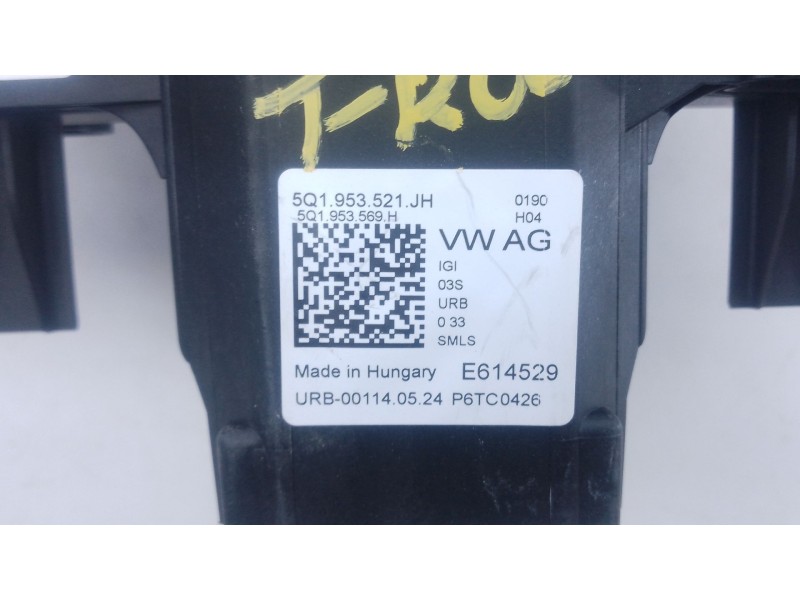 T-RO
5Q1.953.521.JH 0190
5Q1.953.569.H H04
VW AG
IGI
03S
URB
0 33
SMLS
Made in Hungary E614529
URB-00114.05.24 P6TC0426